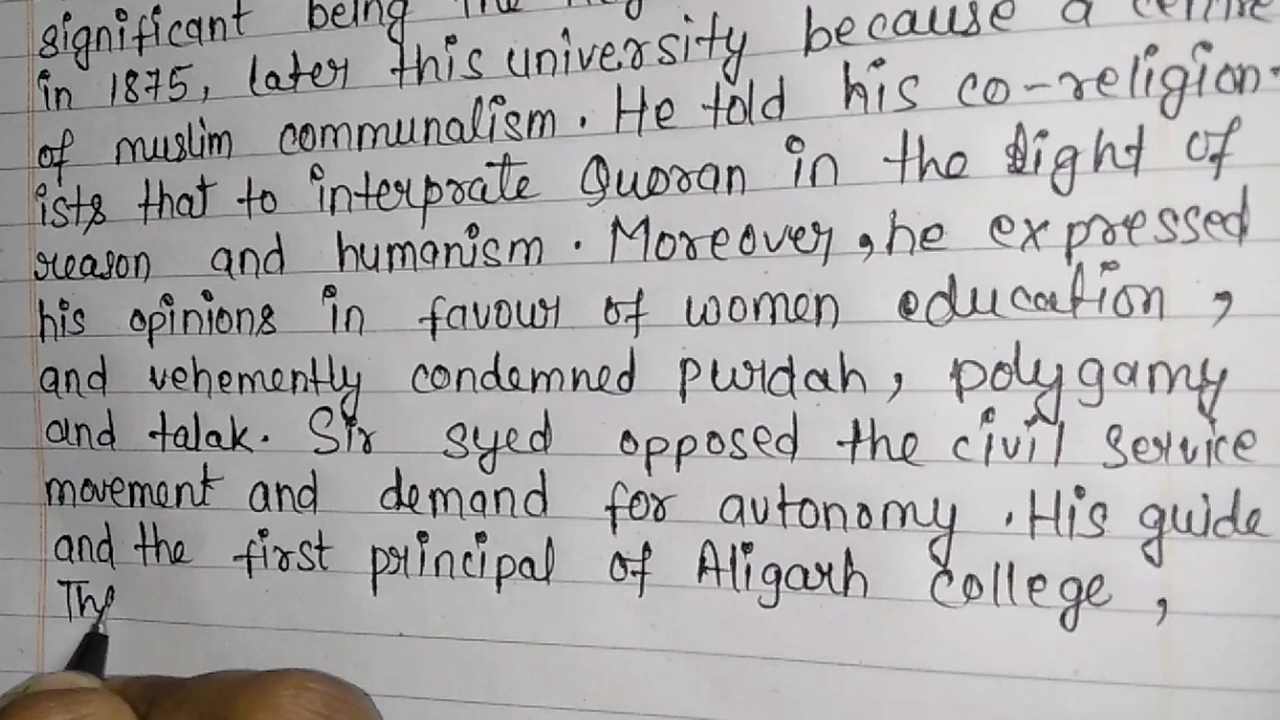 significant being
in 1875, later this university because a
of muslim communalism. He told his co-religion-
ists that to interprate Quoran in the light of
reason and humanism. Moreover, he expressed
his opinions in favour of women education,
and vehemently condemned purdah, polygamy
and talak. Sir syed opposed the civil service
movement and demand for autonomy. His guide
and the first principal of Aligarh College,
The